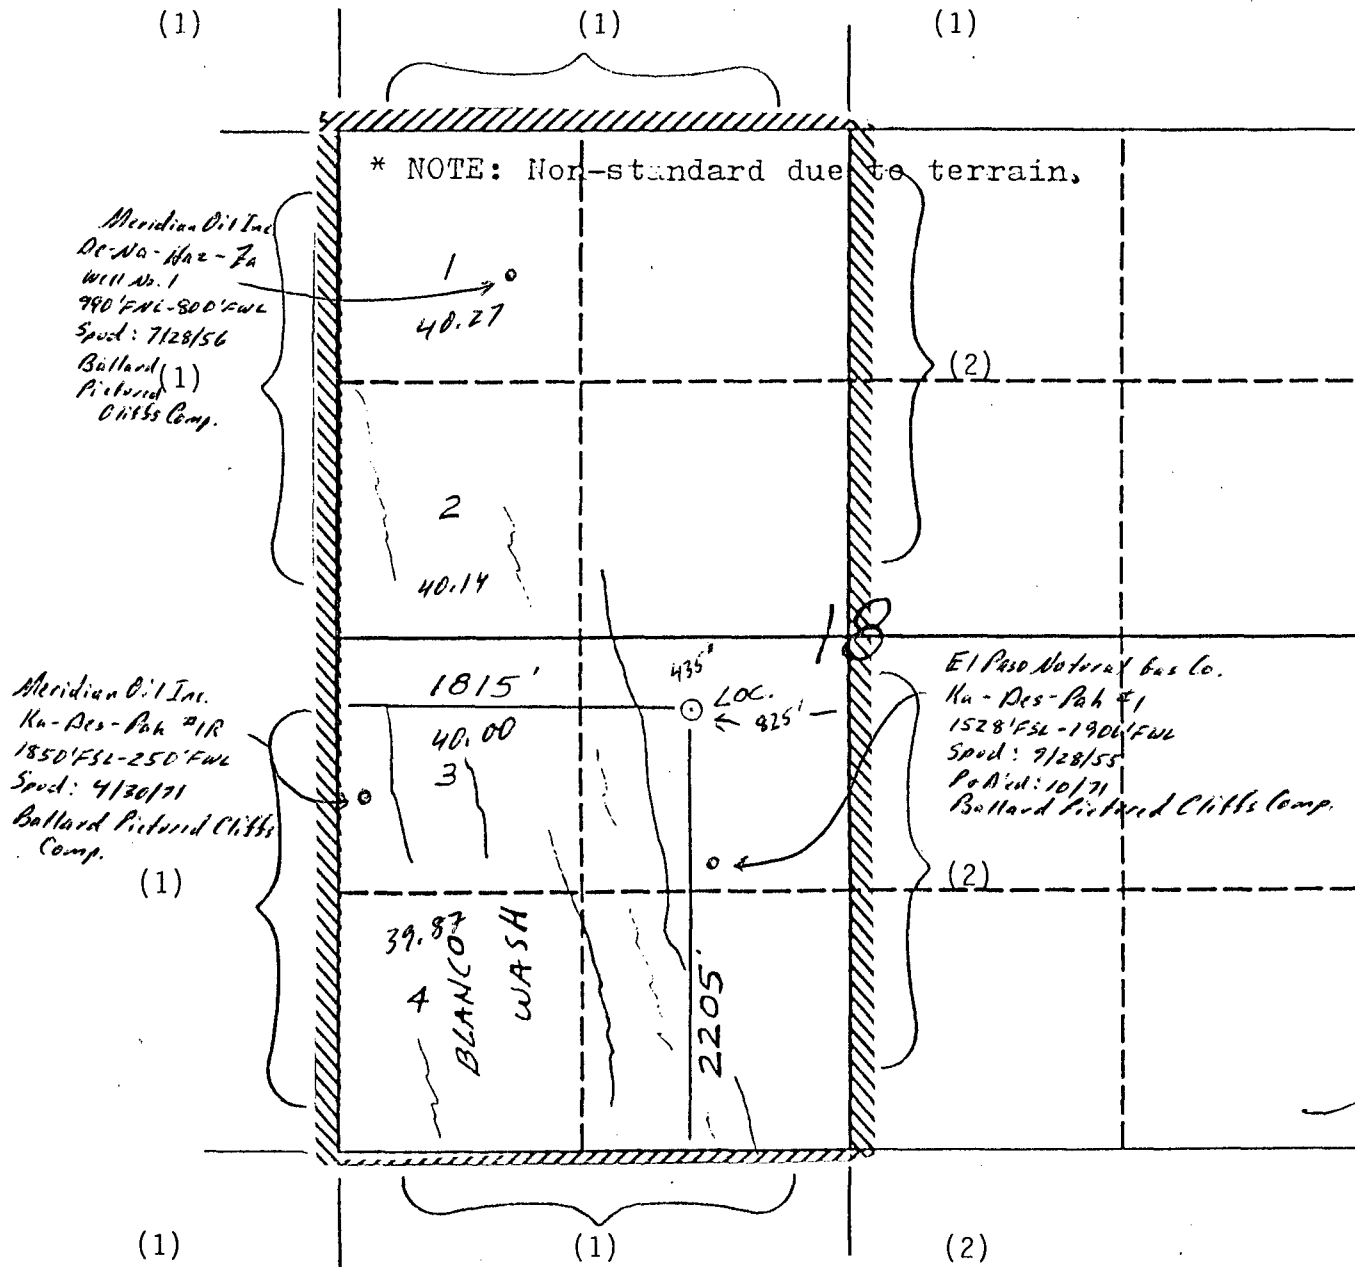 (1) (1) (1)
* NOTE: Non-standard due to terrain.
Meridian Oil Inc
De-Na-Haz-Za
Well No. 1
990'FNL-800'FWL
Spud: 7/28/56
Ballard
Pictured
Cliffs Comp.
(1)
1
40.27
(2)
2
40.14
18
Meridian Oil Inc.
Ka-Des-Pah #1R
1850'FSL-250'FWL
Spud: 4/30/71
Ballard Pictured Cliffs
Comp.
(1)
1815'
435'
LOC.
825'
40.00
3
El Paso Natural Gas Co.
Ka-Des-Pah #1
1528'FSL-1901'FWL
Spud: 9/28/55
P&A'ed: 10/71
Ballard Pictured Cliffs Comp.
(2)
39.87
4
BLANCO
WASH
2205'
(1) (1) (2)